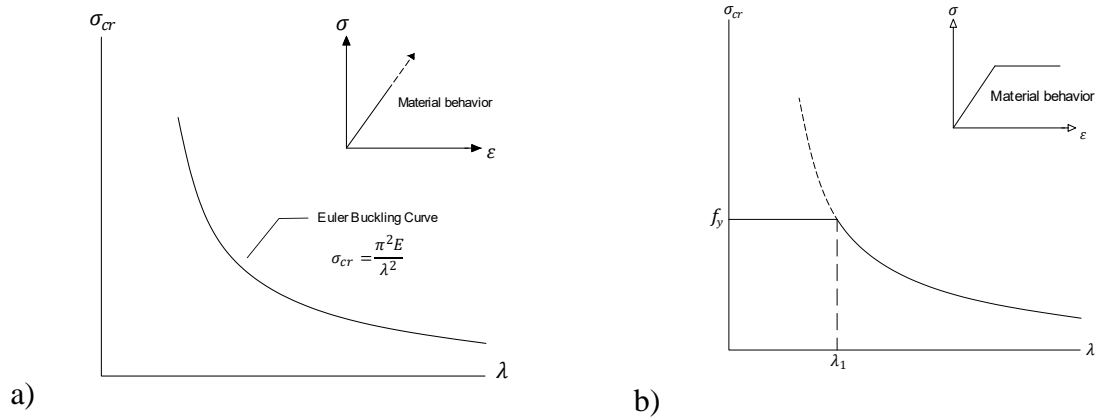 σcr
σ
Material behavior
ε
Euler Buckling Curve
σcr = π²E / λ²
λ
a)
σcr
σ
Material behavior
ε
fy
λ1
λ
b)